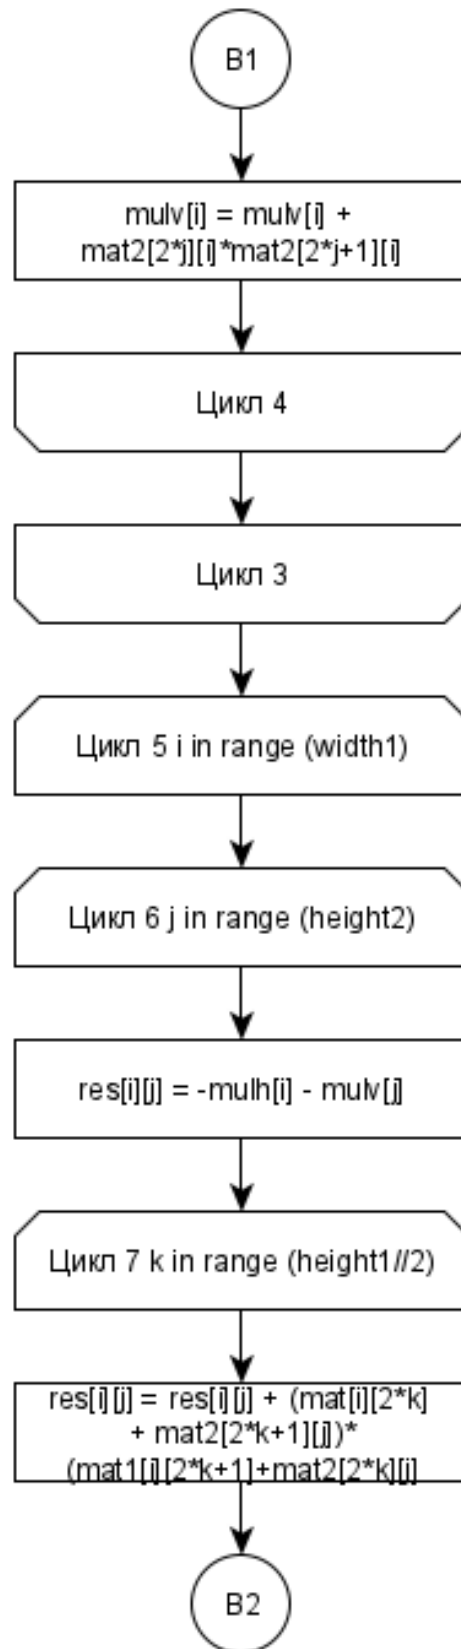 B1
mulv[i] = mulv[i] +
mat2[2*j][i]*mat2[2*j+1][i]
Цикл 4
Цикл 3
Цикл 5 i in range (width1)
Цикл 6 j in range (height2)
res[i][j] = -mulh[i] - mulv[j]
Цикл 7 k in range (height1//2)
res[i][j] = res[i][j] + (mat[i][2*k]
+ mat2[2*k+1][j])*
(mat1[i][2*k+1]+mat2[2*k][j]
B2